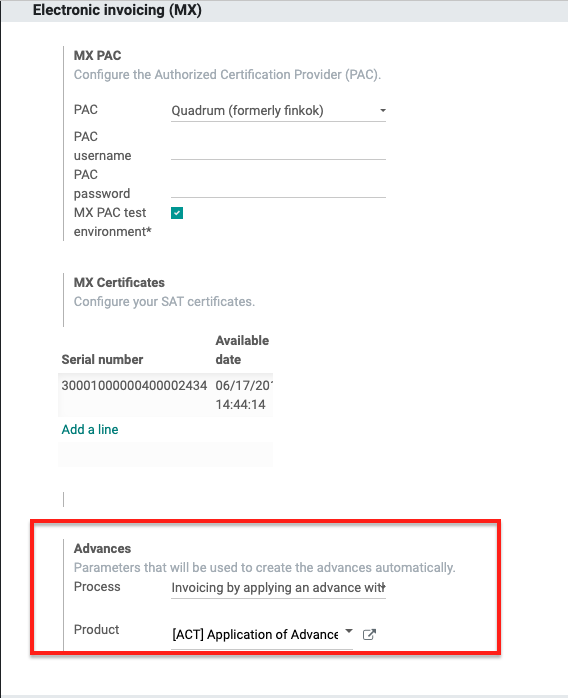 Electronic invoicing (MX)
MX PAC
Configure the Authorized Certification Provider (PAC).
PAC
Quadrum (formerly finkok)
PAC
username
PAC
password
MX PAC test
environment*
MX Certificates
Configure your SAT certificates.
Serial number
Available
date
30001000000400002434
06/17/201
14:44:14
Add a line
Advances
Parameters that will be used to create the advances automatically.
Process
Invoicing by applying an advance with
Product
[ACT] Application of Advance